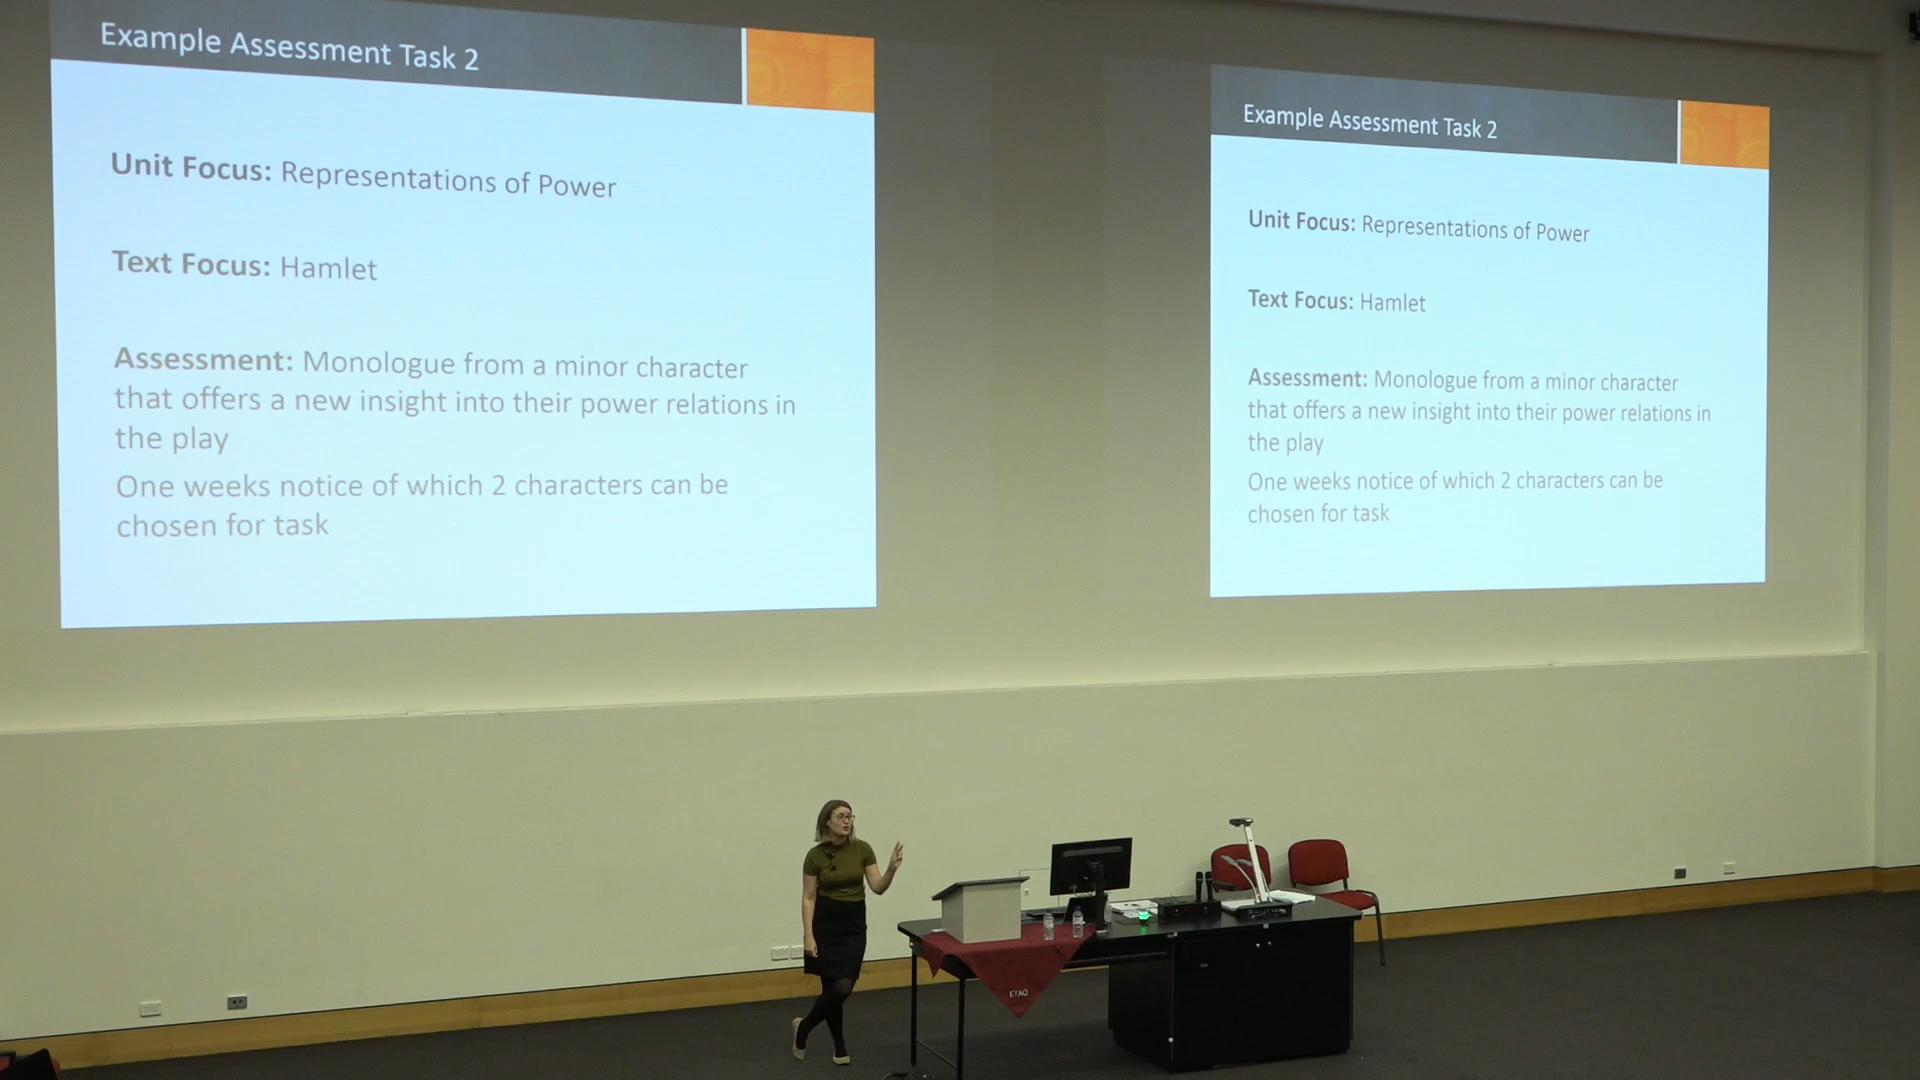 Example Assessment Task 2
Unit Focus: Representations of Power
Text Focus: Hamlet
Assessment: Monologue from a minor character
that offers a new insight into their power relations in
the play
One weeks notice of which 2 characters can be
chosen for task
Example Assessment Task 2
Unit Focus: Representations of Power
Text Focus: Hamlet
Assessment: Monologue from a minor character
that offers a new insight into their power relations in
the play
One weeks notice of which 2 characters can be
chosen for task
ETAQ